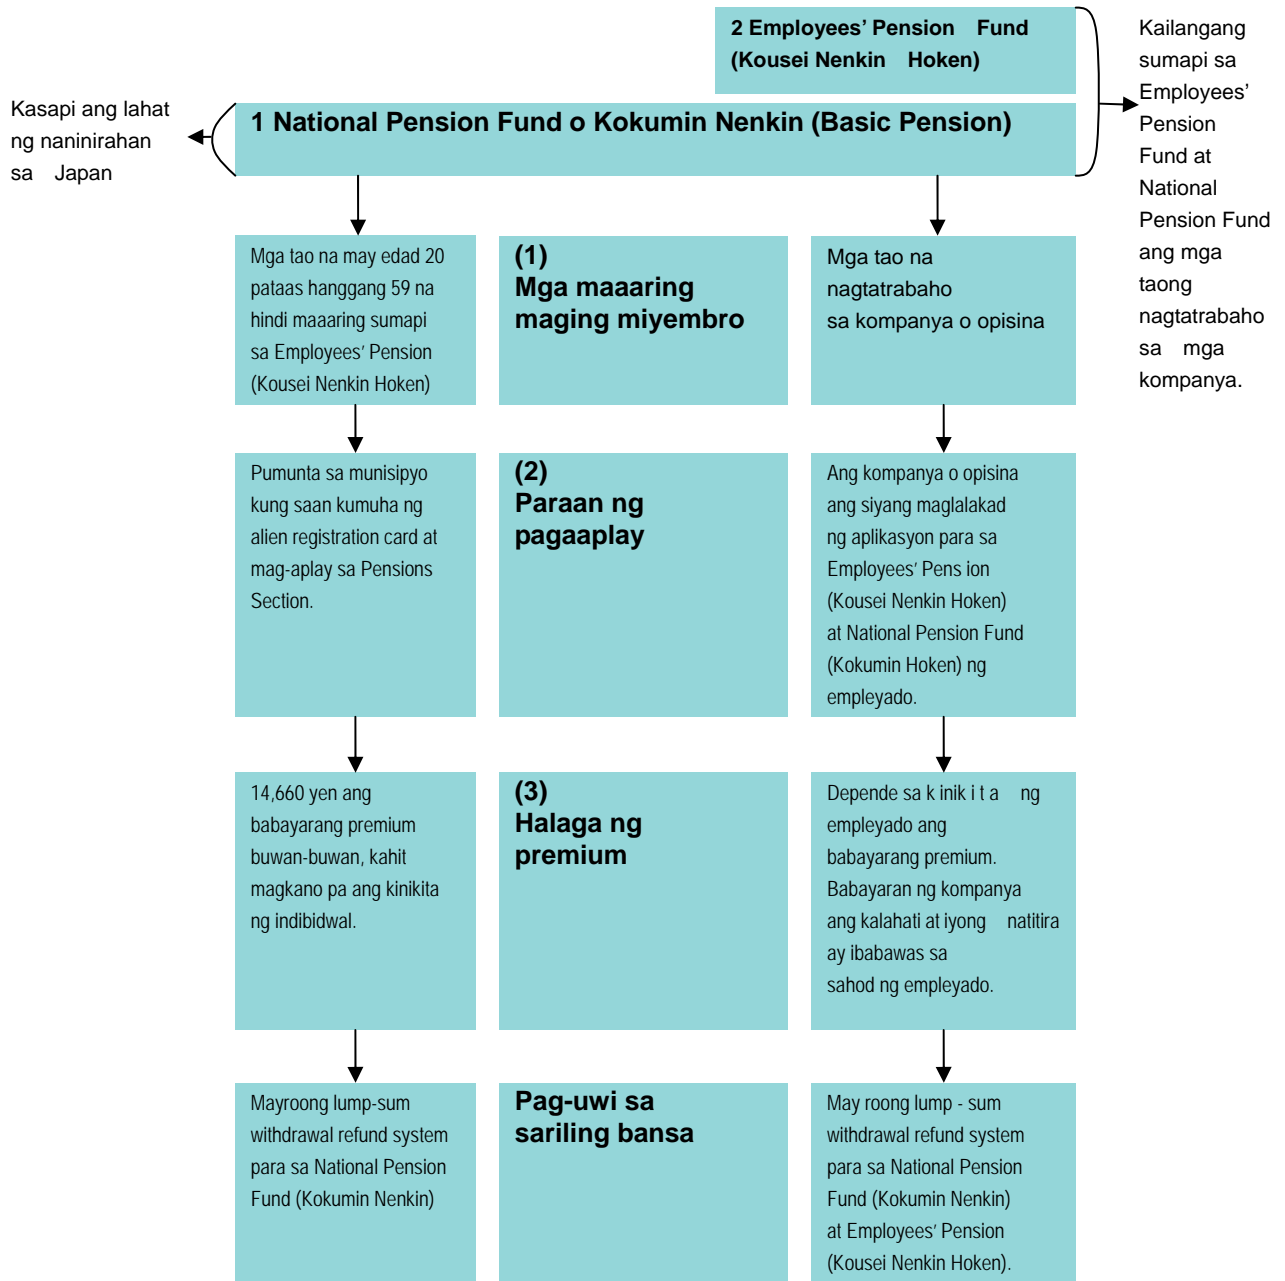 2 Employees' Pension Fund
(Kousei Nenkin Hoken)
Kasapi ang lahat
ng naninirahan
sa Japan
1 National Pension Fund o Kokumin Nenkin (Basic Pension)
Kailangang
sumapi sa
Employees'
Pension
Fund at
National
Pension Fund
ang mga
taong
nagtatrabaho
sa mga
kompanya.
Mga tao na may edad 20
pataas hanggang 59 na
hindi maaaring sumapi
sa Employees' Pension
(Kousei Nenkin Hoken)
(1)
Mga maaaring
maging miyembro
Mga tao na
nagtatrabaho
sa kompanya o opisina
Pumunta sa munisipyo
kung saan kumuha ng
alien registration card at
mag-aplay sa Pensions
Section.
(2)
Paraan ng
pagaaplay
Ang kompanya o opisina
ang siyang maglalakad
ng aplikasyon para sa
Employees' Pens ion
(Kousei Nenkin Hoken)
at National Pension Fund
(Kokumin Hoken) ng
empleyado.
14,660 yen ang
babayarang premium
buwan-buwan, kahit
magkano pa ang kinikita
ng indibidwal.
(3)
Halaga ng
premium
Depende sa k inik i t a ng
empleyado ang
babayarang premium.
Babayaran ng kompanya
ang kalahati at iyong natitira
ay ibabawas sa
sahod ng empleyado.
Mayroong lump-sum
withdrawal refund system
para sa National Pension
Fund (Kokumin Nenkin)
Pag-uwi sa
sariling bansa
May roong lump - sum
withdrawal refund system
para sa National Pension
Fund (Kokumin Nenkin)
at Employees' Pension
(Kousei Nenkin Hoken).